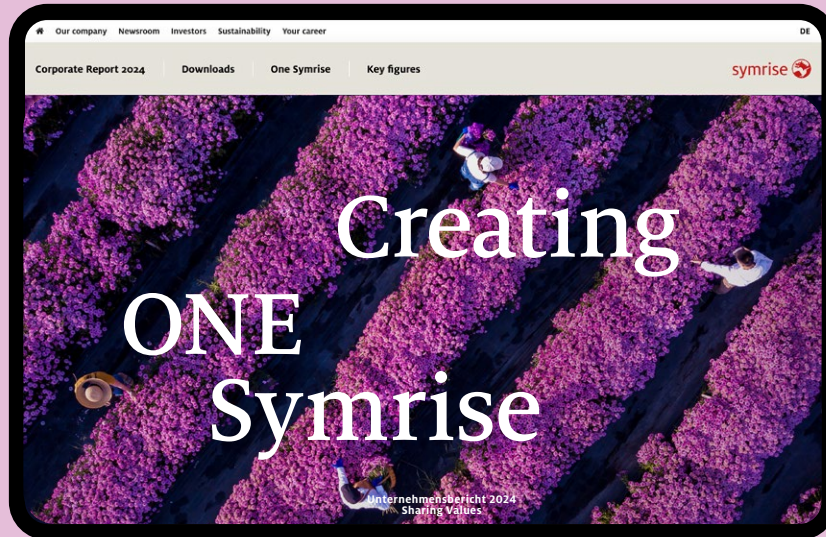 Our company Newsroom Investors Sustainability Your career DE
Corporate Report 2024 Downloads One Symrise Key figures symrise
Creating
ONE
Symrise
Unternehmensbericht 2024
Sharing Values